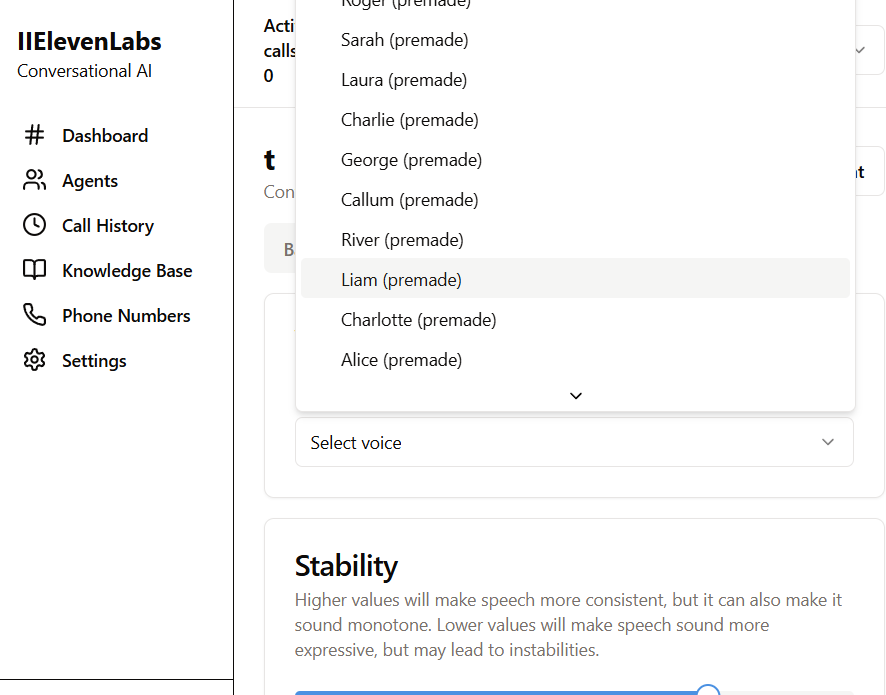 IIElevenLabs
Conversational AI
Dashboard
Agents
Call History
Knowledge Base
Phone Numbers
Settings
Acti
calls
0
t
Con
B
Roger (premade)
Sarah (premade)
Laura (premade)
Charlie (premade)
George (premade)
Callum (premade)
River (premade)
Liam (premade)
Charlotte (premade)
Alice (premade)
Select voice
t
Stability
Higher values will make speech more consistent, but it can also make it
sound monotone. Lower values will make speech sound more
expressive, but may lead to instabilities.